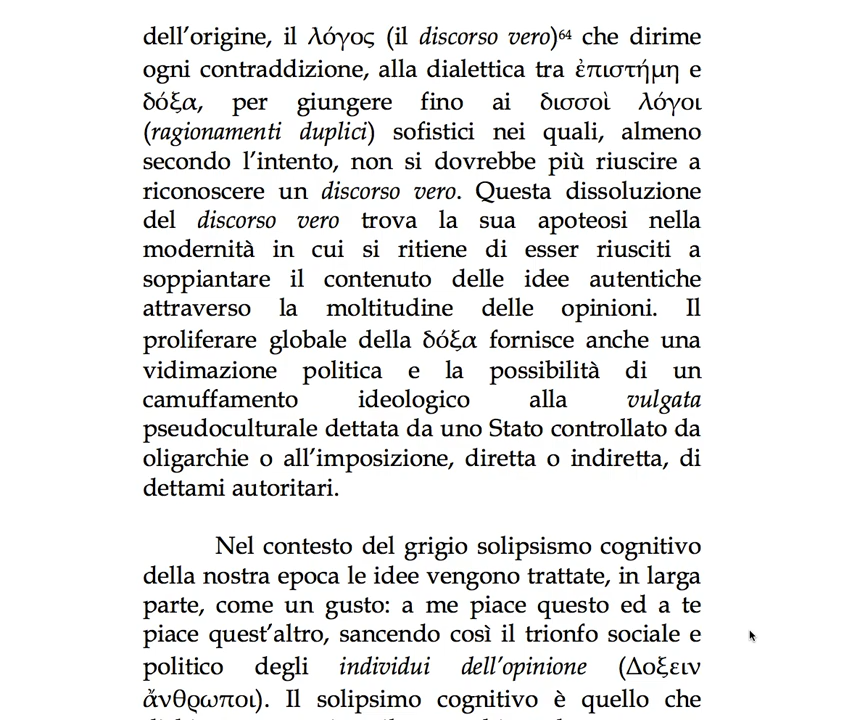 dell'origine, il λόγος (il discorso vero)64 che dirime
ogni contraddizione, alla dialettica tra ἐπιστήμη e
δόξα, per giungere fino ai δισσοὶ λόγοι
(ragionamenti duplici) sofistici nei quali, almeno
secondo l'intento, non si dovrebbe più riuscire a
riconoscere un discorso vero. Questa dissoluzione
del discorso vero trova la sua apoteosi nella
modernità in cui si ritiene di esser riusciti a
soppiantare il contenuto delle idee autentiche
attraverso la moltitudine delle opinioni. Il
proliferare globale della δόξα fornisce anche una
vidimazione politica e la possibilità di un
camuffamento ideologico alla vulgata
pseudoculturale dettata da uno Stato controllato da
oligarchie o all'imposizione, diretta o indiretta, di
dettami autoritari.
Nel contesto del grigio solipsismo cognitivo
della nostra epoca le idee vengono trattate, in larga
parte, come un gusto: a me piace questo ed a te
piace quest'altro, sancendo così il trionfo sociale e
politico degli individui dell'opinione (Δοξειν
ἄνθρωποι). Il solipsimo cognitivo è quello che